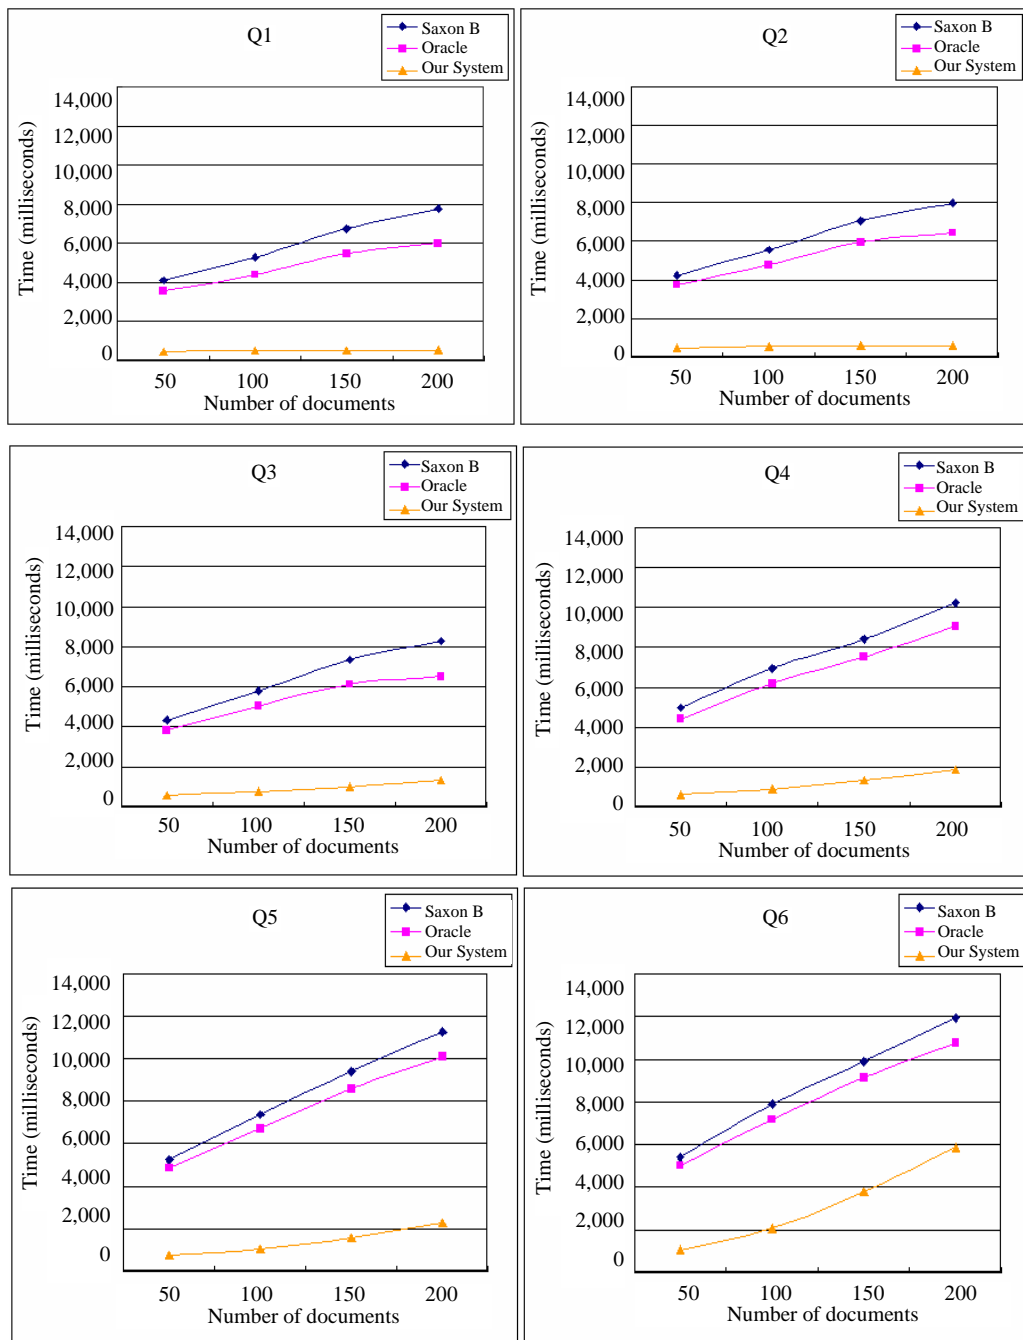 Q1
Saxon B
Oracle
Our System
Time (milliseconds)
14,000
12,000
10,000
8,000
6,000
4,000
2,000
0
50 100 150 200
Number of documents
Q2
Saxon B
Oracle
Our System
Time (milliseconds)
14,000
12,000
10,000
8,000
6,000
4,000
2,000
0
50 100 150 200
Number of documents
Q3
Saxon B
Oracle
Our System
Time (milliseconds)
14,000
12,000
10,000
8,000
6,000
4,000
2,000
0
50 100 150 200
Number of documents
Q4
Saxon B
Oracle
Our System
Time (milliseconds)
14,000
12,000
10,000
8,000
6,000
4,000
2,000
0
50 100 150 200
Number of documents
Q5
Saxon B
Oracle
Our System
Time (milliseconds)
14,000
12,000
10,000
8,000
6,000
4,000
2,000
0
50 100 150 200
Number of documents
Q6
Saxon B
Oracle
Our System
Time (milliseconds)
14,000
12,000
10,000
8,000
6,000
4,000
2,000
0
50 100 150 200
Number of documents